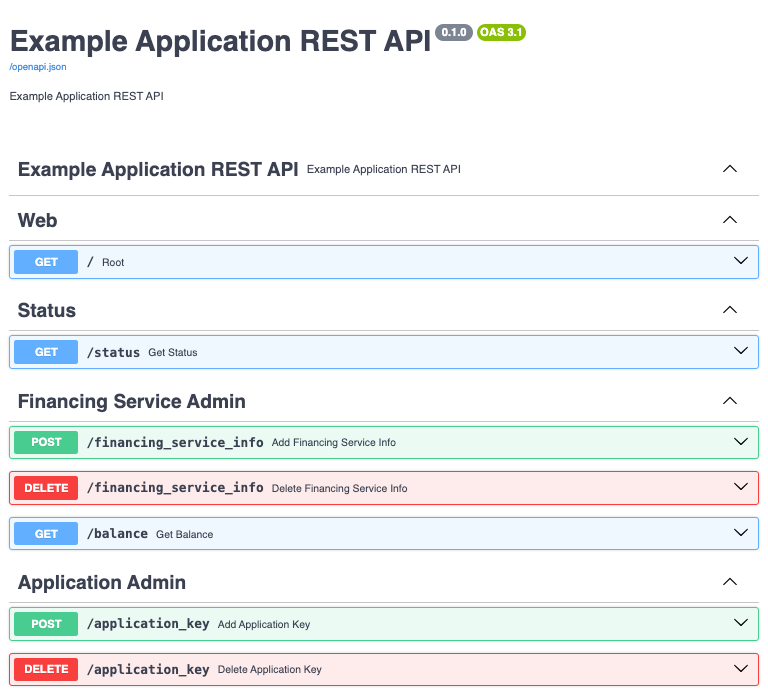 Example Application REST API 0.1.0 OAS 3.1
/openapi.json
Example Application REST API
Example Application REST API Example Application REST API
Web
GET / Root
Status
GET /status Get Status
Financing Service Admin
POST /financing_service_info Add Financing Service Info
DELETE /financing_service_info Delete Financing Service Info
GET /balance Get Balance
Application Admin
POST /application_key Add Application Key
DELETE /application_key Delete Application Key